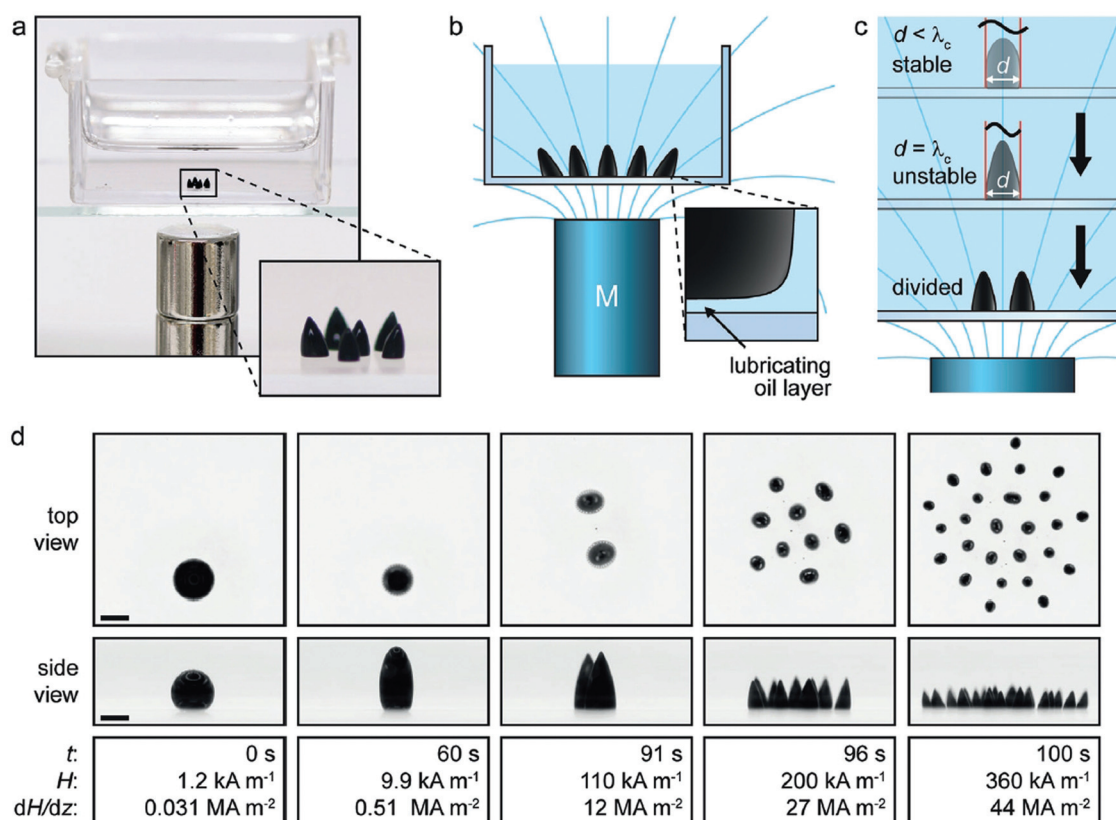 a
b
c
d < λc
stable
d
d = λc
unstable
d
divided
M
lubricating
oil layer
d
top
view
side
view
t:
0 s
60 s
91 s
96 s
100 s
H:
1.2 kA m⁻¹
9.9 kA m⁻¹
110 kA m⁻¹
200 kA m⁻¹
360 kA m⁻¹
dH/dz:
0.031 MA m⁻²
0.51 MA m⁻²
12 MA m⁻²
27 MA m⁻²
44 MA m⁻²